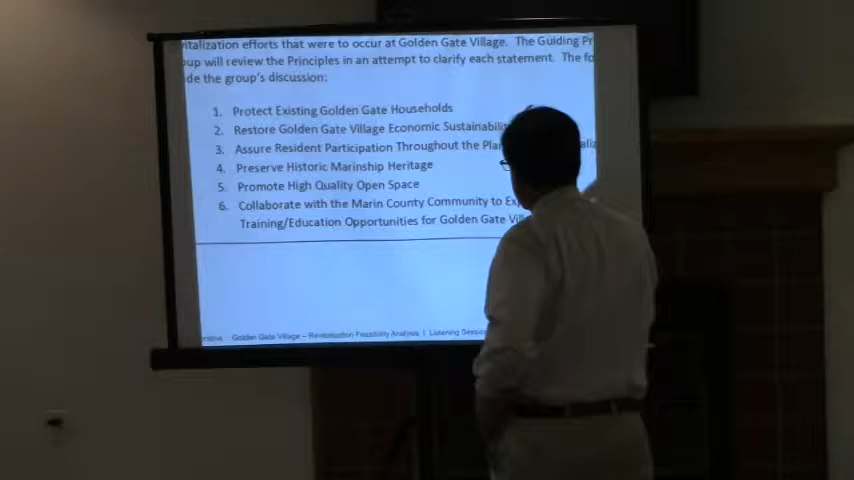 italization efforts that were to occur at Golden Gate Village. The Guiding Pr
up will review the Principles in an attempt to clarify each statement. The fo
de the group's discussion:
1. Protect Existing Golden Gate Households
2. Restore Golden Gate Village Economic Sustainabili
3. Assure Resident Participation Throughout the Pla
4. Preserve Historic Marinship Heritage
5. Promote High Quality Open Space
6. Collaborate with the Marin County Community to Ex
Training/Education Opportunities for Golden Gate Vil
Golden Gate Village – Revitalization Feasibility Analysis | Listening Sessio